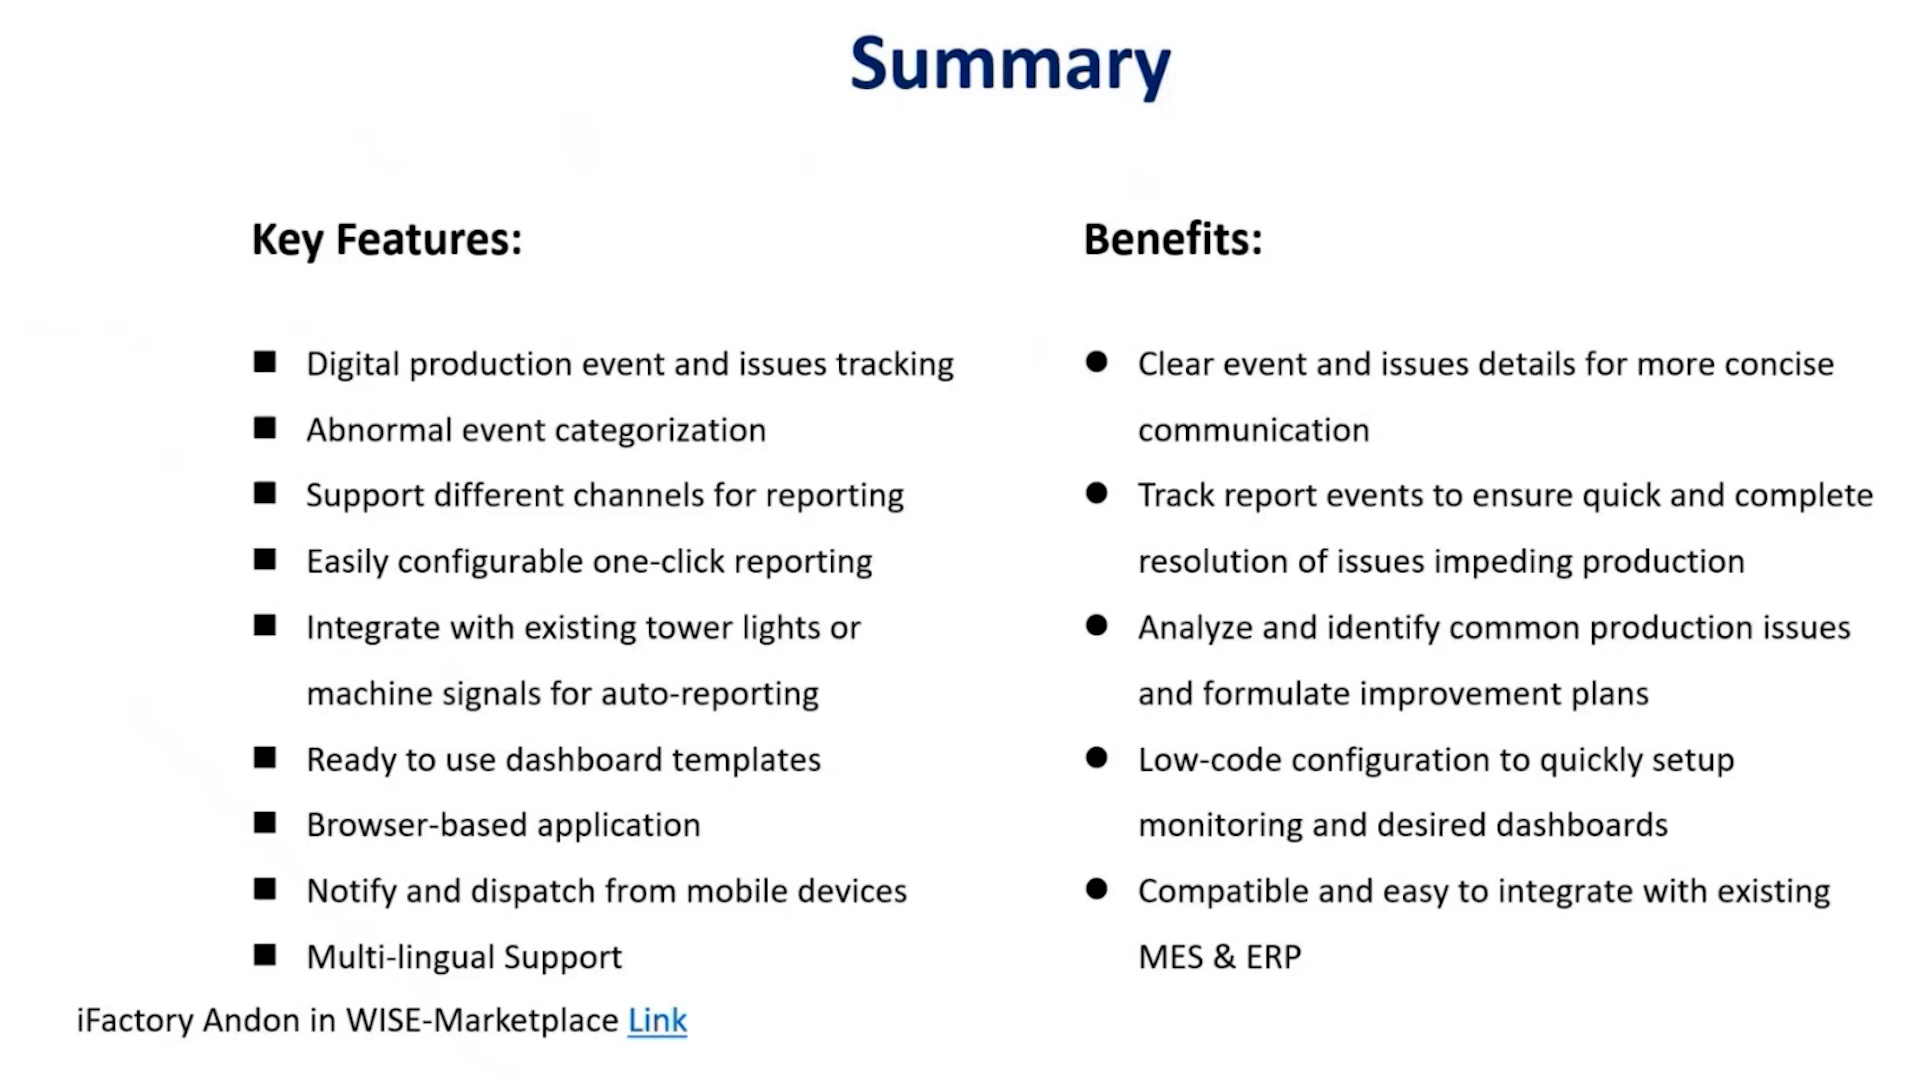 Summary
Key Features:
■ Digital production event and issues tracking
■ Abnormal event categorization
■ Support different channels for reporting
■ Easily configurable one-click reporting
■ Integrate with existing tower lights or
machine signals for auto-reporting
■ Ready to use dashboard templates
■ Browser-based application
■ Notify and dispatch from mobile devices
■ Multi-lingual Support
Benefits:
● Clear event and issues details for more concise
communication
● Track report events to ensure quick and complete
resolution of issues impeding production
● Analyze and identify common production issues
and formulate improvement plans
● Low-code configuration to quickly setup
monitoring and desired dashboards
● Compatible and easy to integrate with existing
MES & ERP
iFactory Andon in WISE-Marketplace Link